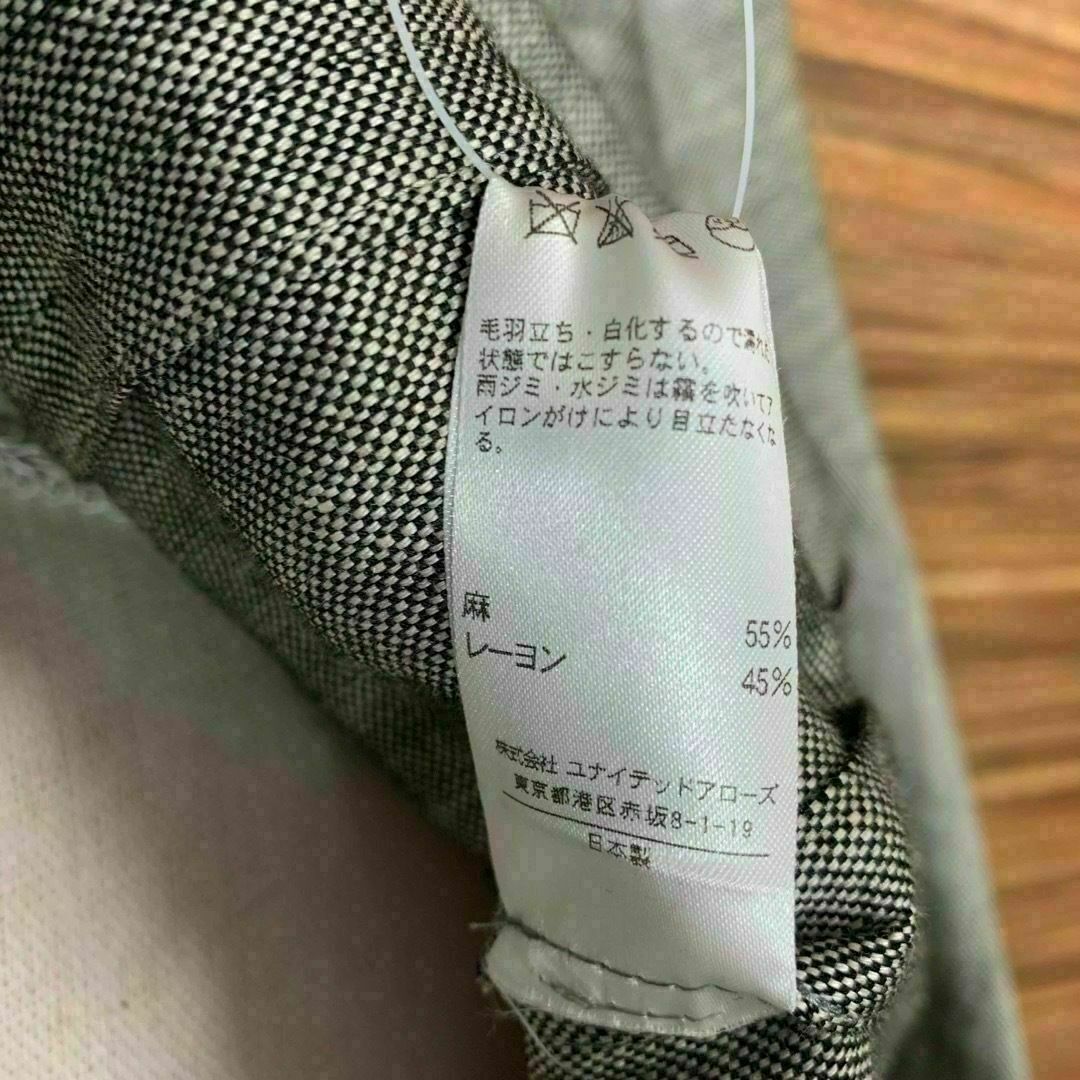 毛羽立ち・白化するので濡れた
状態ではこすらない。
雨ジミ・水ジミは霧を吹いてア
イロンがけにより目立たなくな
る。
麻 55%
レーヨン 45%
株式会社 ユナイテッドアローズ
東京都港区赤坂8-1-19
日本製